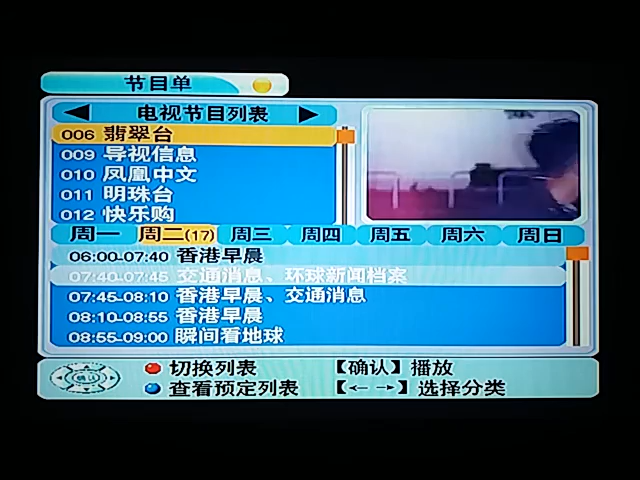 节目单
电视节目列表
006 翡翠台
009 导视信息
010 凤凰中文
011 明珠台
012 快乐购
周一 周二(17) 周三 周四 周五 周六 周日
06:00-07:40 香港早晨
07:40-07:45 交通消息、环球新闻档案
07:45-08:10 香港早晨、交通消息
08:10-08:55 香港早晨
08:55-09:00 瞬间看地球
确认 切换列表 【确认】播放
查看预定列表 【←→】选择分类